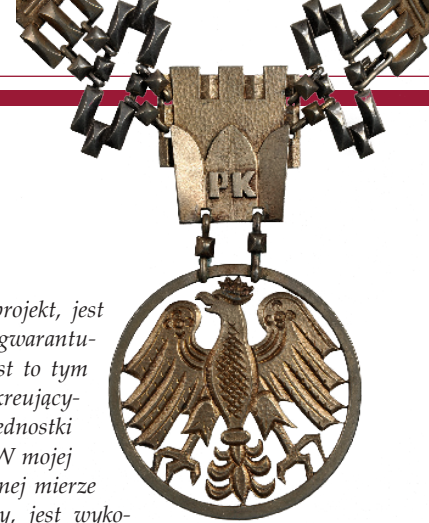 PK
projekt, jest
gwarantu-
st to tym
kreujący-
ednostki
W mojej
nej mierze
y, jest wyko-